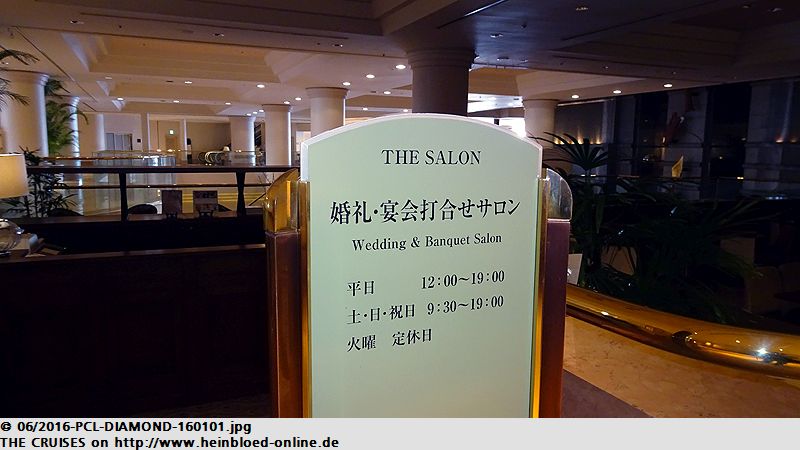 THE SALON
婚礼・宴会打合せサロン
Wedding & Banquet Salon
平日 12:00～19:00
土・日・祝日 9:30～19:00
火曜 定休日
© 06/2016-PCL-DIAMOND-160101.jpg
THE CRUISES on http://www.heinbloed-online.de